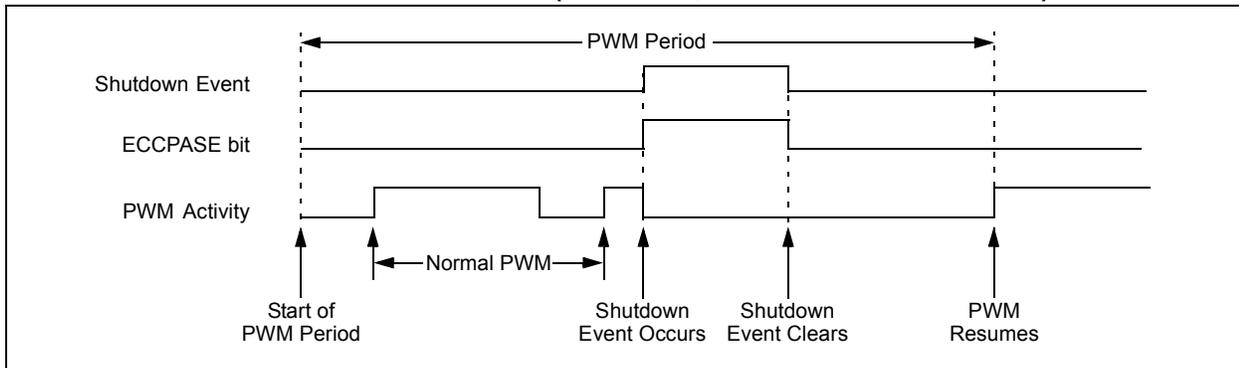 PWM Period
Shutdown Event
ECCPASE bit
PWM Activity
Normal PWM
Start of
PWM Period
Shutdown
Event Occurs
Shutdown
Event Clears
PWM
Resumes